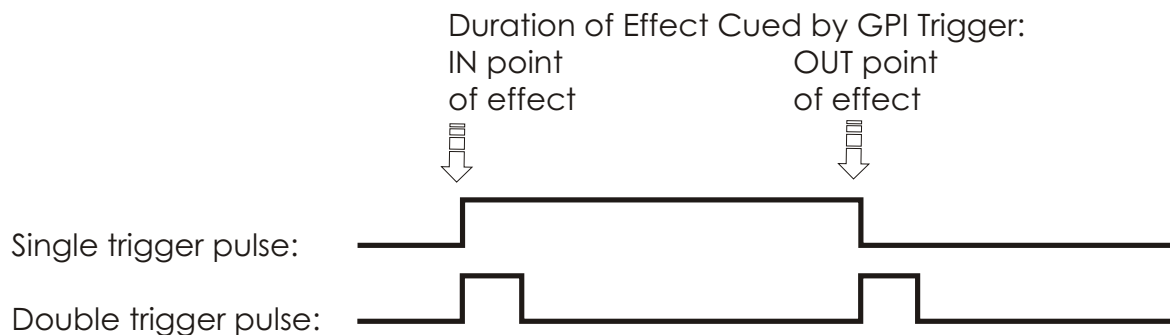 Duration of Effect Cued by GPI Trigger:
IN point
of effect
OUT point
of effect
Single trigger pulse:
Double trigger pulse: